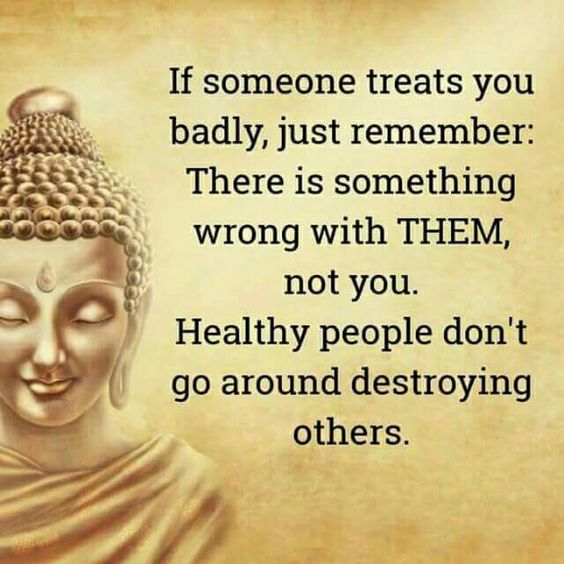 If someone treats you
badly, just remember:
There is something
wrong with THEM,
not you.
Healthy people don't
go around destroying
others.